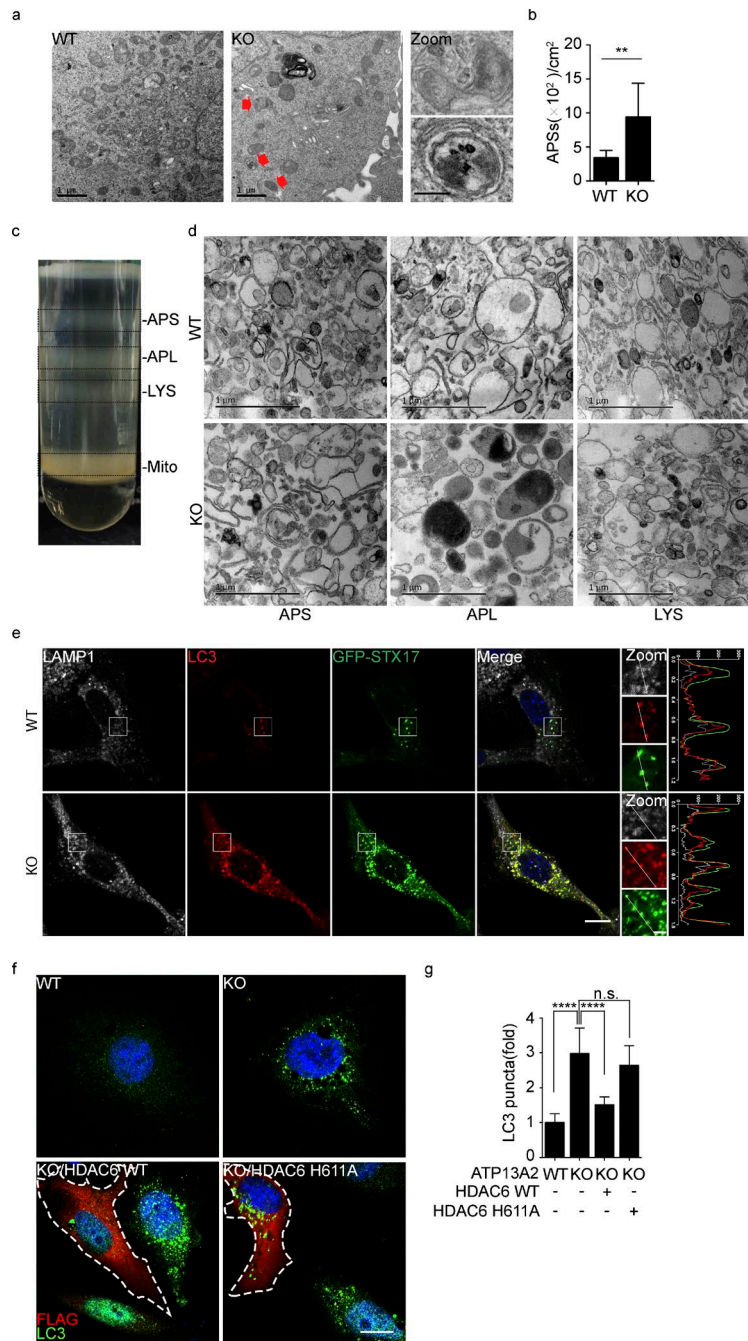 a
WT
KO
Zoom
1 μm
1 μm
b
**
APSs(×10²)/cm²
20
15
10
5
0
WT KO
c
-APS
-APL
-LYS
-Mito
d
WT
1 μm
1 μm
1 μm
KO
1 μm
1 μm
1 μm
APS APL LYS
e
LAMP1 LC3 GFP-STX17 Merge Zoom
WT
KO
Zoom
f
WT KO
KO/HDAC6 WT KO/HDAC6 H611A
FLAG
LC3
g
n.s.
**** ****
LC3 puncta(fold)
4
3
2
1
0
ATP13A2 WT KO KO KO
HDAC6 WT - - + -
HDAC6 H611A - - - +